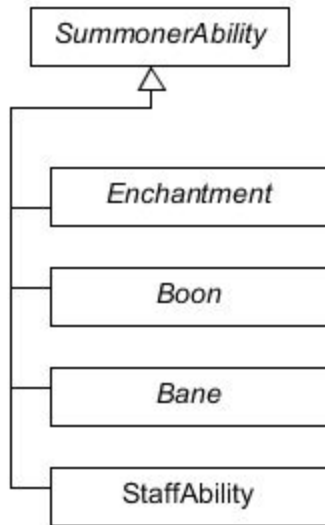 SummonerAbility
Enchantment
Boon
Bane
StaffAbility